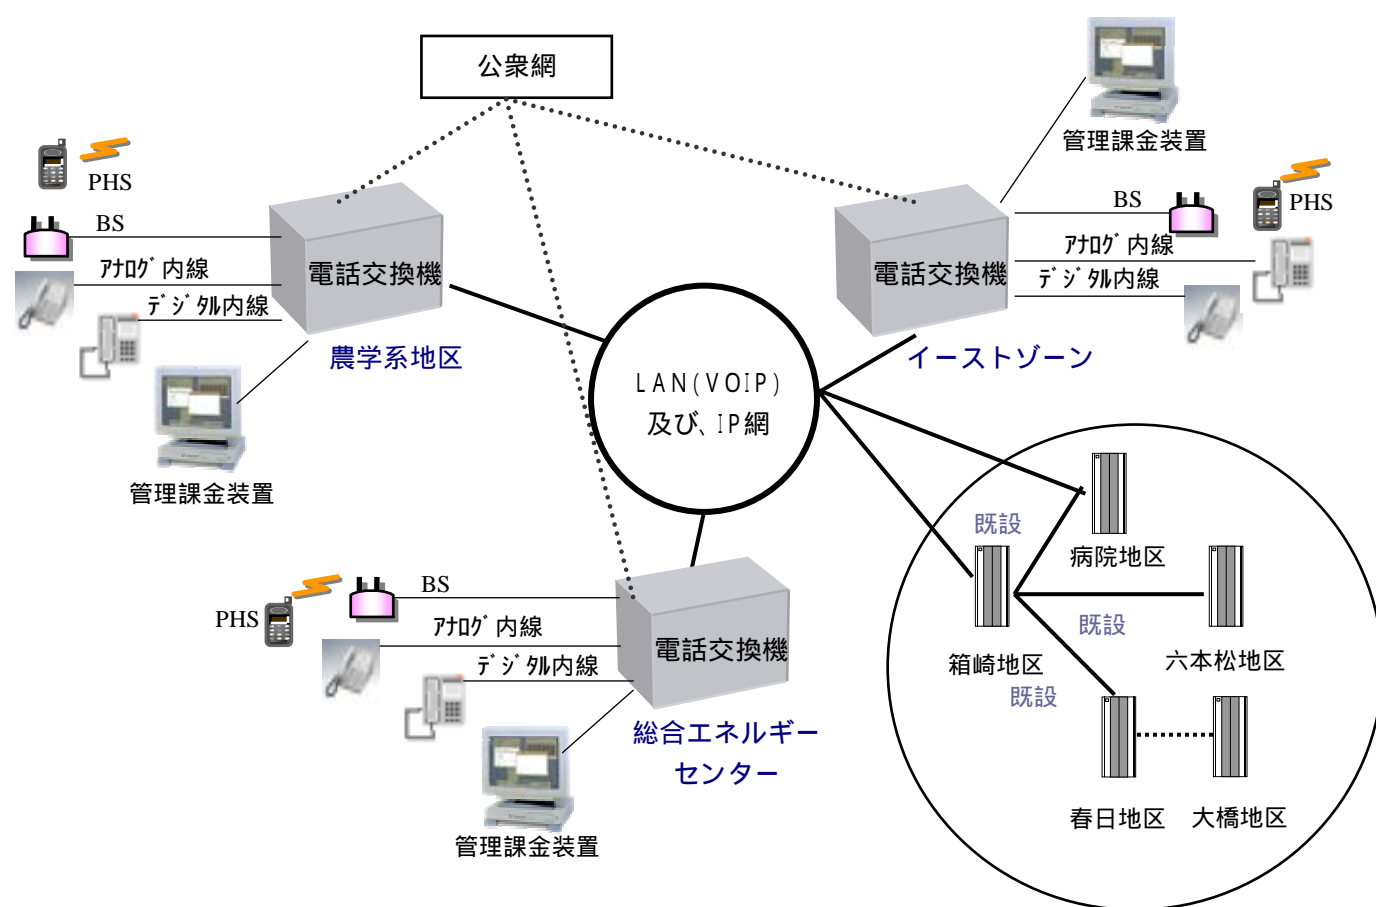 公衆網
管理課金装置
PHS
BS
アナログ内線
デジタル内線
電話交換機
農学系地区
管理課金装置
BS
PHS
アナログ内線
デジタル内線
電話交換機
イーストゾーン
LAN(VOIP)
及び、IP網
PHS
BS
アナログ内線
デジタル内線
電話交換機
総合エネルギー
センター
管理課金装置
既設
病院地区
既設
箱崎地区
六本松地区
既設
春日地区
大橋地区